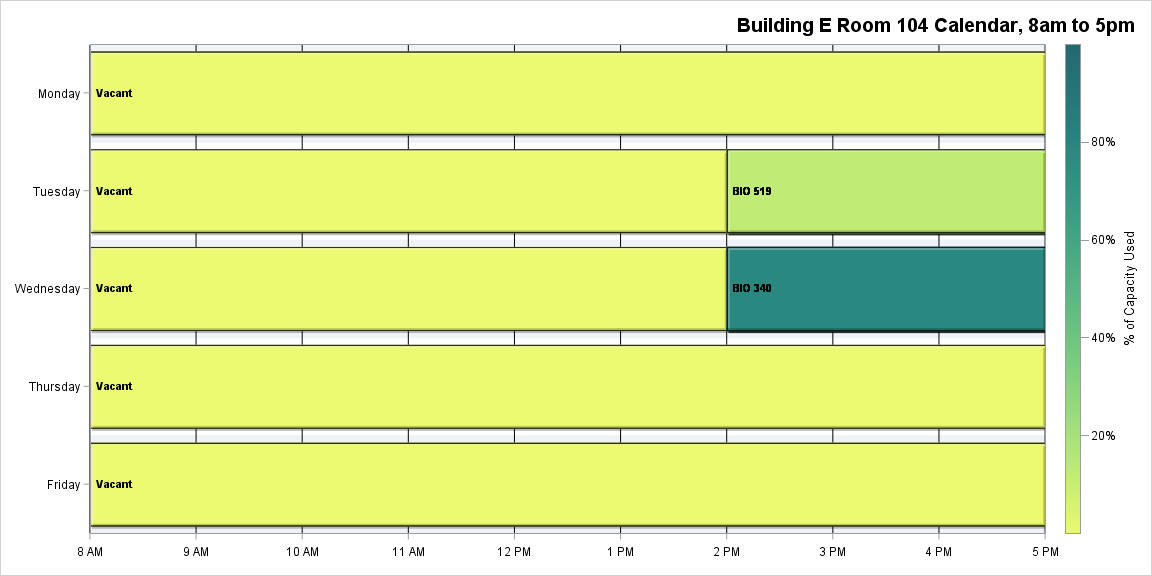 Building E Room 104 Calendar, 8am to 5pm
Monday
Vacant
Tuesday
Vacant
BIO 519
Wednesday
Vacant
BIO 340
Thursday
Vacant
Friday
Vacant
8 AM
9 AM
10 AM
11 AM
12 PM
1 PM
2 PM
3 PM
4 PM
5 PM
80%
60%
40%
20%
% of Capacity Used